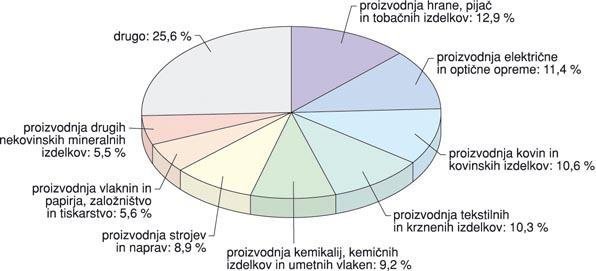 proizvodnja hrane, pijač
in tobačnih izdelkov: 12,9 %
drugo: 25,6 %
proizvodnja električne
in optične opreme: 11,4 %
proizvodnja drugih
nekovinskih mineralnih
izdelkov: 5,5 %
proizvodnja kovin in
kovinskih izdelkov: 10,6 %
proizvodnja vlaknin in
papirja, založništvo
in tiskarstvo: 5,6 %
proizvodnja tekstilnih
in krznenih izdelkov: 10,3 %
proizvodnja strojev
in naprav: 8,9 %
proizvodnja kemikalij, kemičnih
izdelkov in umetnih vlaken: 9,2 %